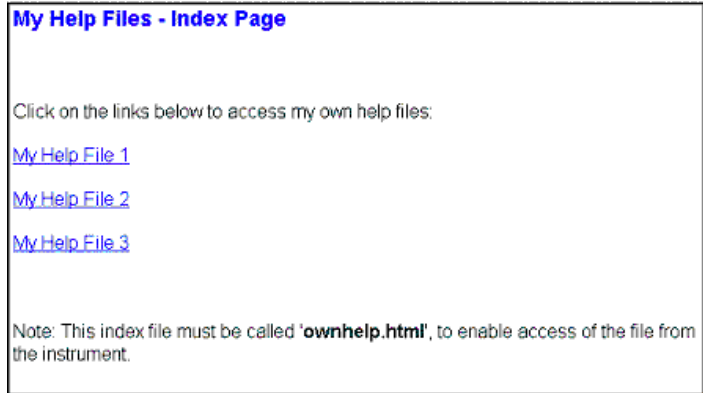 My Help Files - Index Page
Click on the links below to access my own help files:
My Help File 1
My Help File 2
My Help File 3
Note: This index file must be called 'ownhelp.html', to enable access of the file from
the instrument.